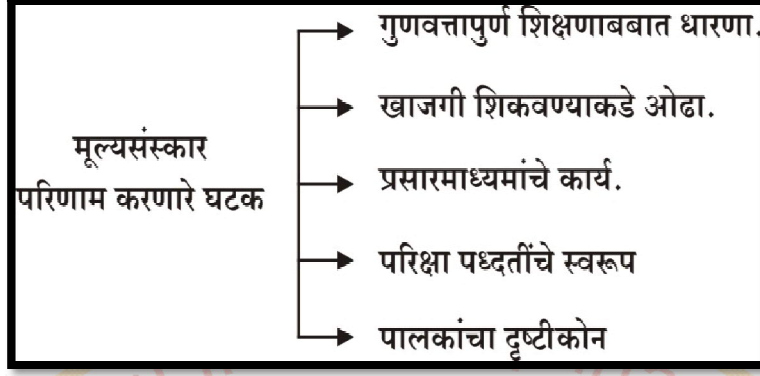 गुणवत्तापुर्ण शिक्षणाबबात धारणा.
खाजगी शिकवण्याकडे ओढा.
मूल्यसंस्कार
परिणाम करणारे घटक
प्रसारमाध्यमांचे कार्य.
परिक्षा पध्दतींचे स्वरूप
पालकांचा दृष्टीकोन